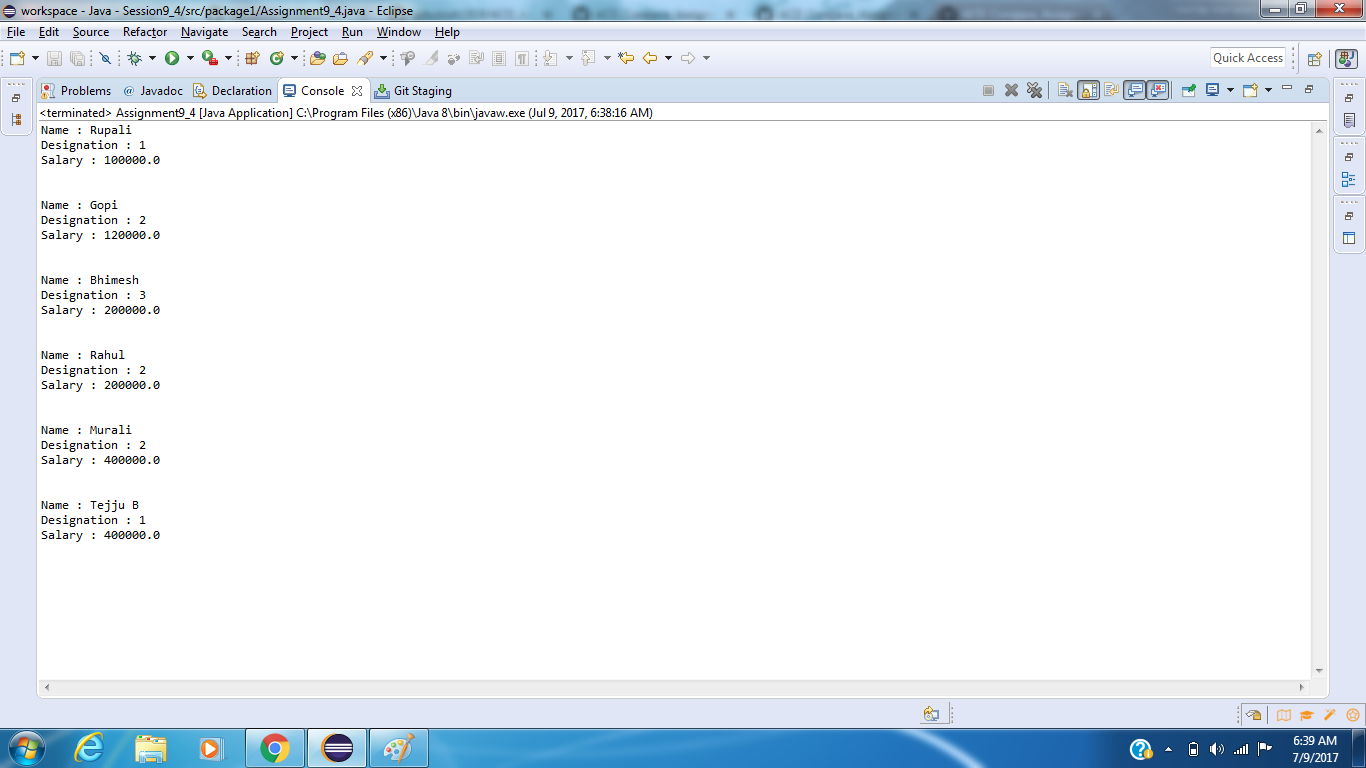 workspace - Java - Session9_4/src/package1/Assignment9_4.java - Eclipse
File Edit Source Refactor Navigate Search Project Run Window Help
Quick Access
Problems @ Javadoc Declaration Console Git Staging
<terminated> Assignment9_4 [Java Application] C:\Program Files (x86)\Java 8\bin\javaw.exe (Jul 9, 2017, 6:38:16 AM)
Name : Rupali
Designation : 1
Salary : 100000.0
Name : Gopi
Designation : 2
Salary : 120000.0
Name : Bhimesh
Designation : 3
Salary : 200000.0
Name : Rahul
Designation : 2
Salary : 200000.0
Name : Murali
Designation : 2
Salary : 400000.0
Name : Tejju B
Designation : 1
Salary : 400000.0
6:39 AM
7/9/2017